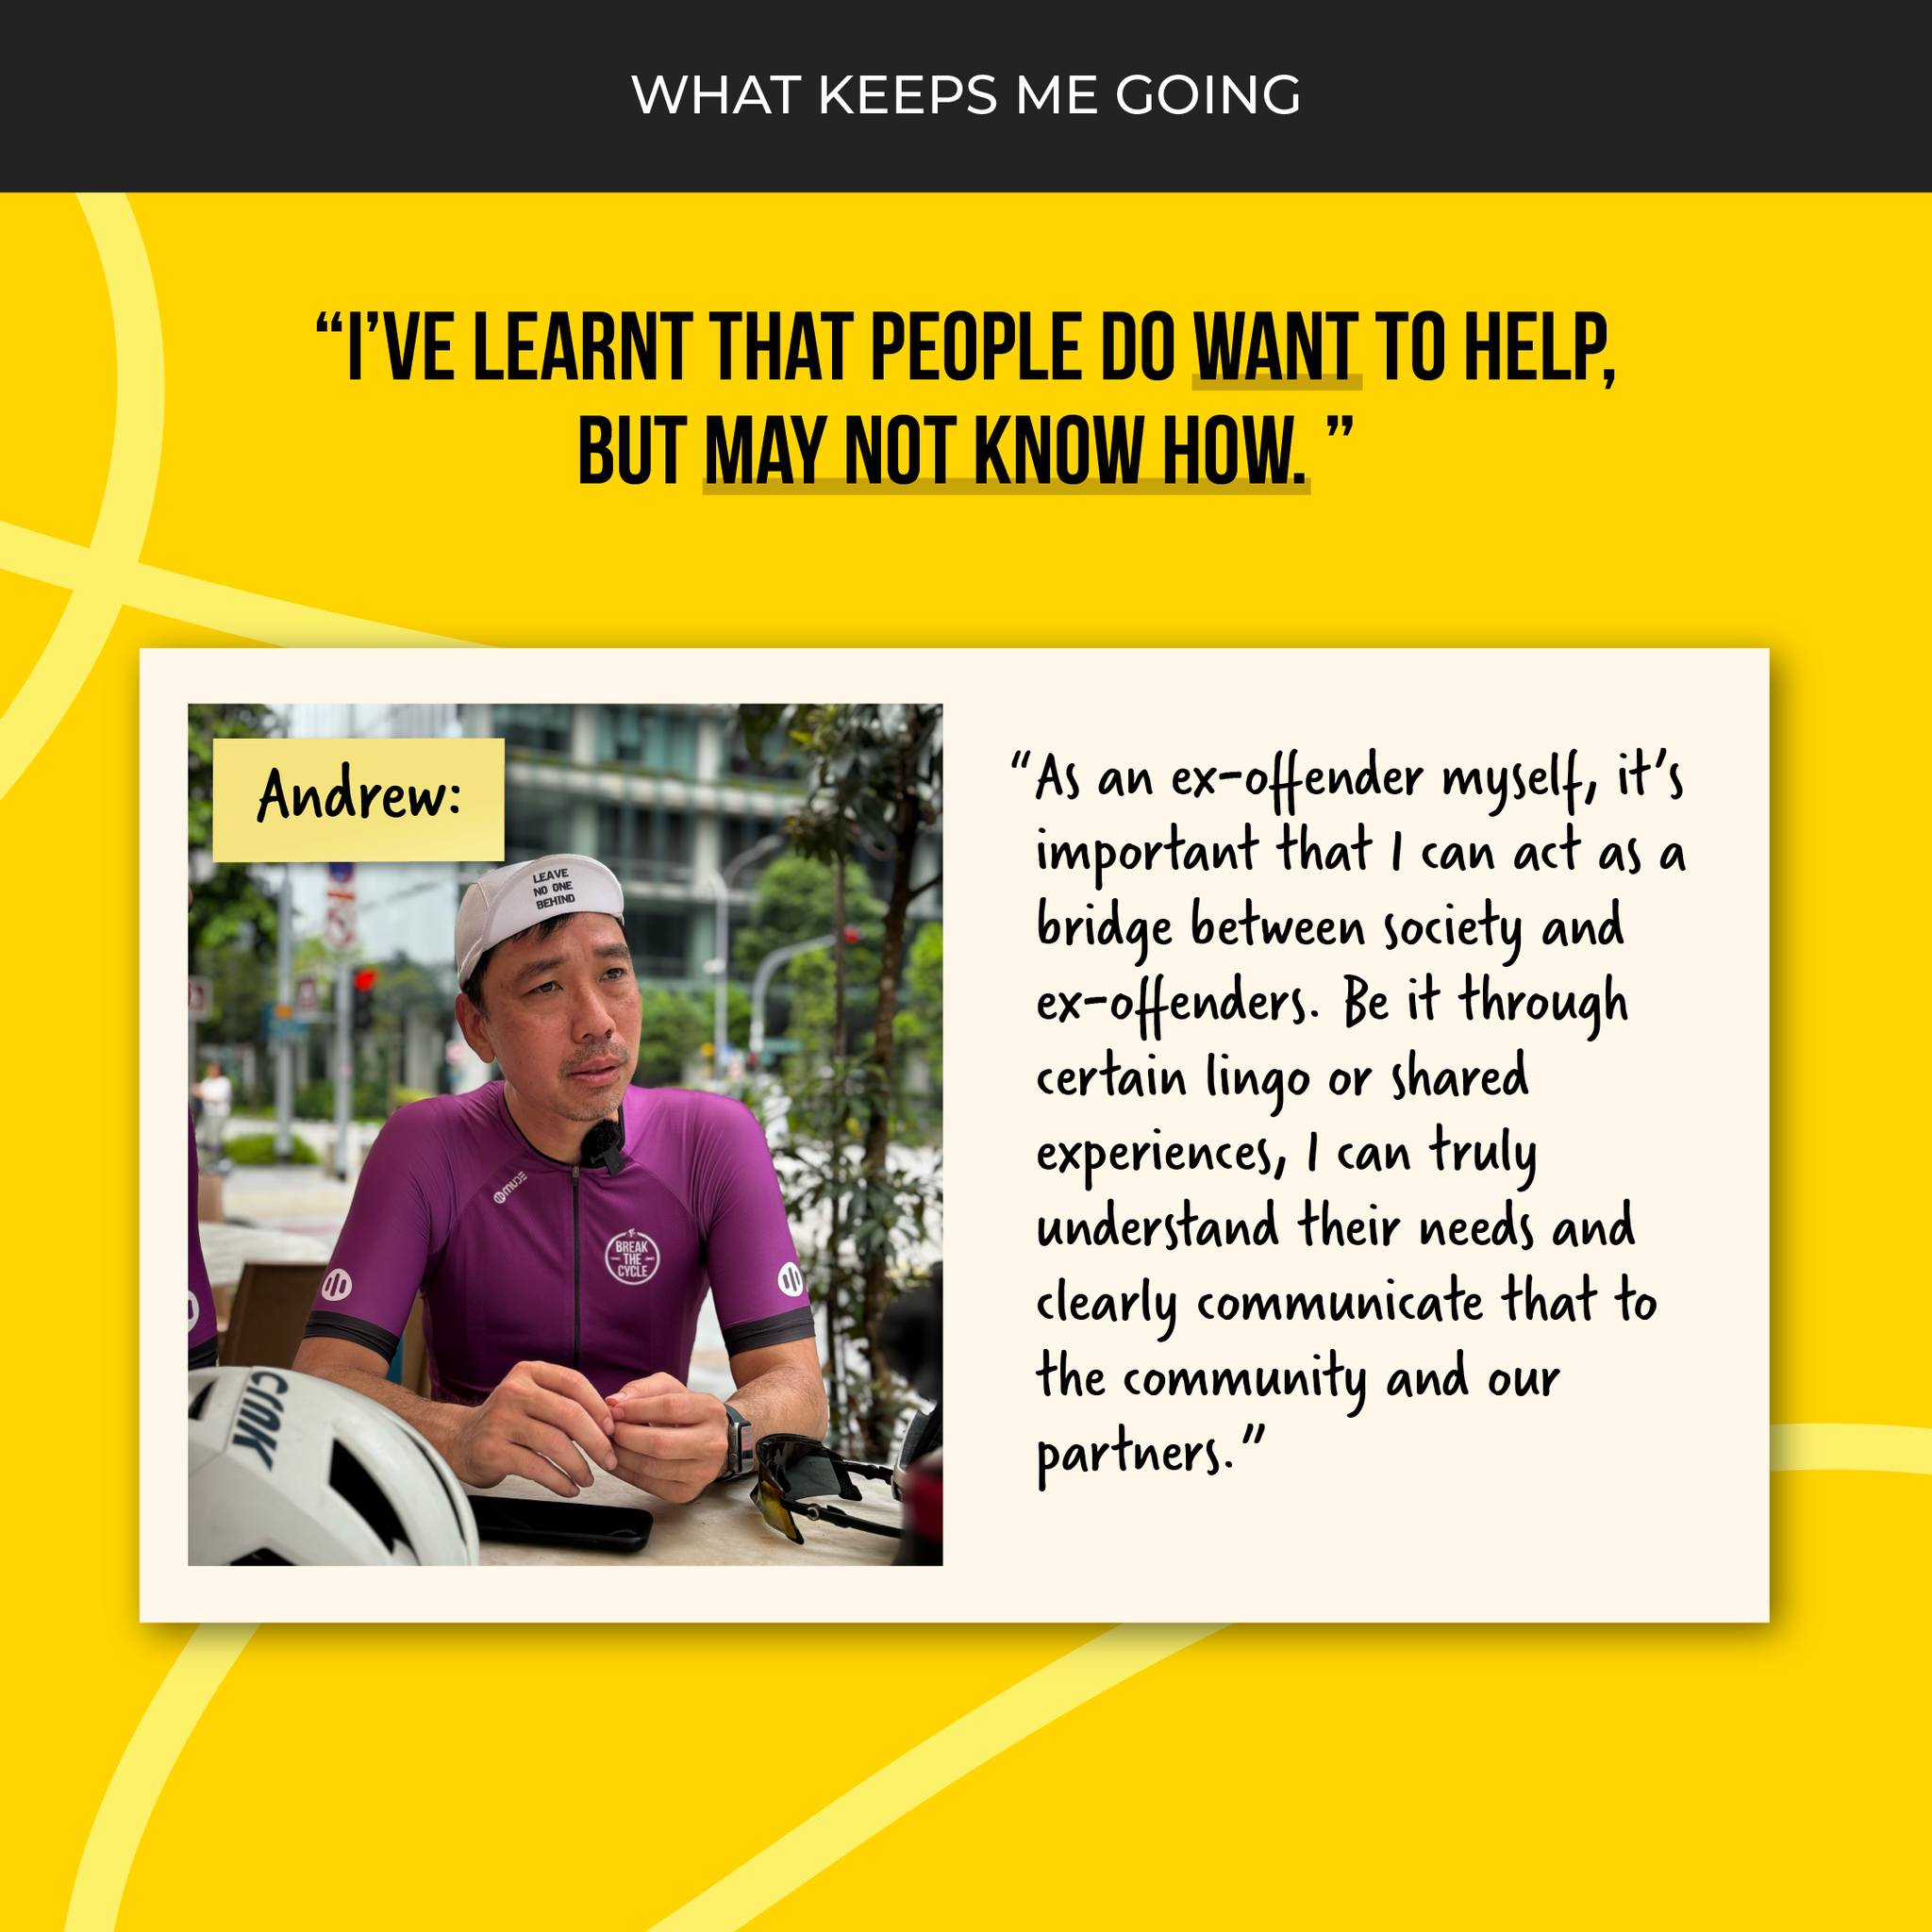 WHAT KEEPS ME GOING
“I’VE LEARNT THAT PEOPLE DO WANT TO HELP,
BUT MAY NOT KNOW HOW. ”
Andrew:
LEAVE
NO ONE
BEHIND
MUDE
BREAK
THE
CYCLE
CRNK
“As an ex-offender myself, it’s
important that I can act as a
bridge between society and
ex-offenders. Be it through
certain lingo or shared
experiences, I can truly
understand their needs and
clearly communicate that to
the community and our
partners.”